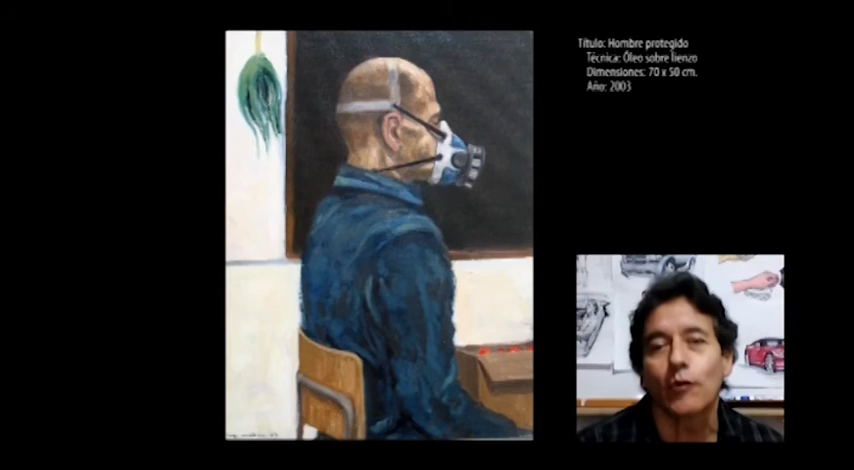 Título: Hombre protegido
Técnica: Óleo sobre lienzo
Dimensiones: 70 x 50 cm.
Año: 2003